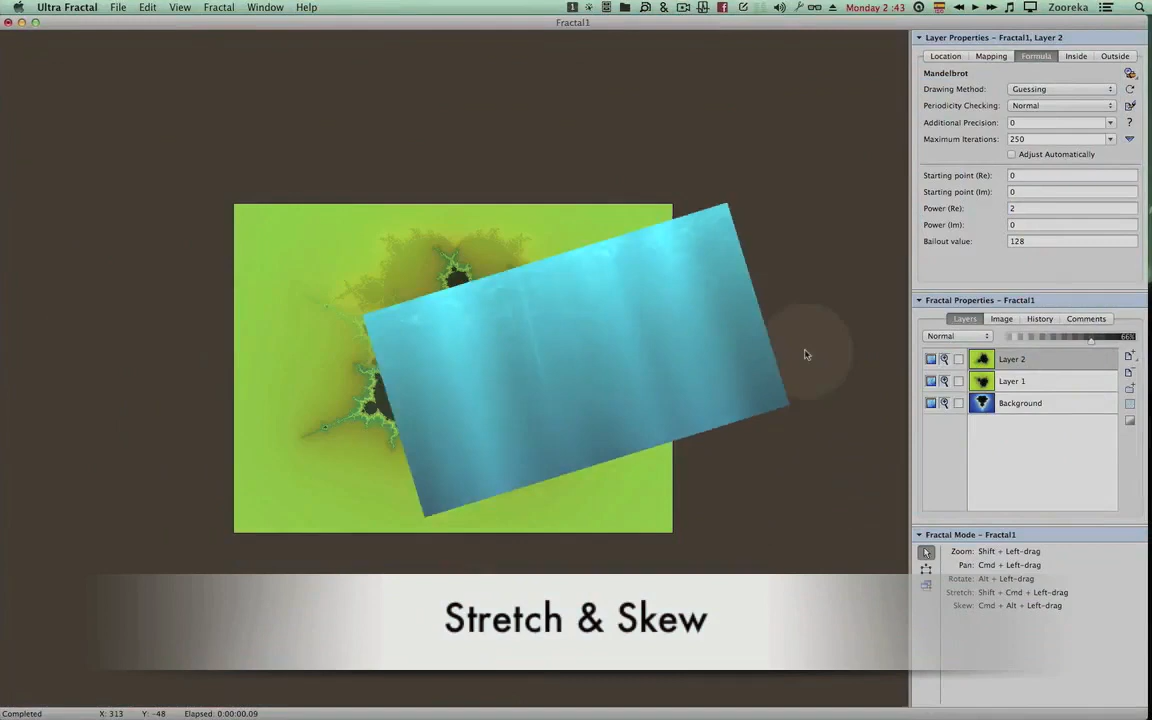 Ultra Fractal File Edit View Fractal Window Help
1 Monday 2:43 Zooreka
Fractal1
Layer Properties - Fractal1, Layer 2
Location Mapping Formula Inside Outside
Mandelbrot
Drawing Method: Guessing
Periodicity Checking: Normal
Additional Precision: 0 ?
Maximum Iterations: 250
Adjust Automatically
Starting point (Re): 0
Starting point (Im): 0
Power (Re): 2
Power (Im): 0
Bailout value: 128
Fractal Properties - Fractal1
Layers Image History Comments
Normal 66%
Layer 2
Layer 1
Background
Fractal Mode - Fractal1
Zoom: Shift + Left-drag
Pan: Cmd + Left-drag
Rotate: Alt + Left-drag
Stretch: Shift + Cmd + Left-drag
Skew: Cmd + Alt + Left-drag
Stretch & Skew
Completed X: 313 Y: -48 Elapsed: 0:00:00.09